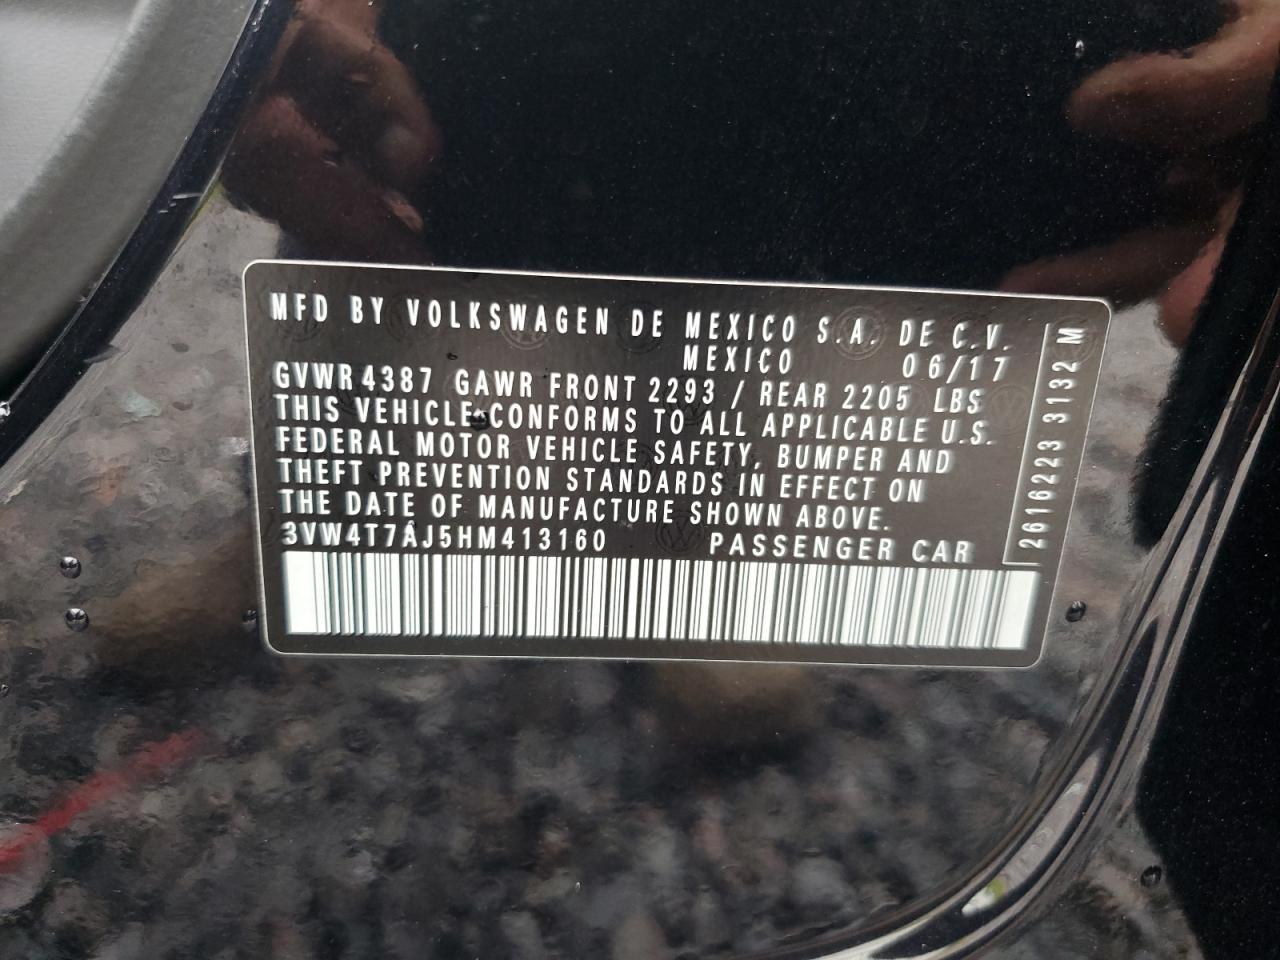 MFD BY VOLKSWAGEN DE MEXICO S.A. DE C.V.
MEXICO 06/17
GVWR 4387 GAWR FRONT 2293 / REAR 2205 LBS
THIS VEHICLE CONFORMS TO ALL APPLICABLE U.S.
FEDERAL MOTOR VEHICLE SAFETY, BUMPER AND
THEFT PREVENTION STANDARDS IN EFFECT ON
THE DATE OF MANUFACTURE SHOWN ABOVE.
3VW4T7AJ5HM413160 PASSENGER CAR
2616223 3132 M